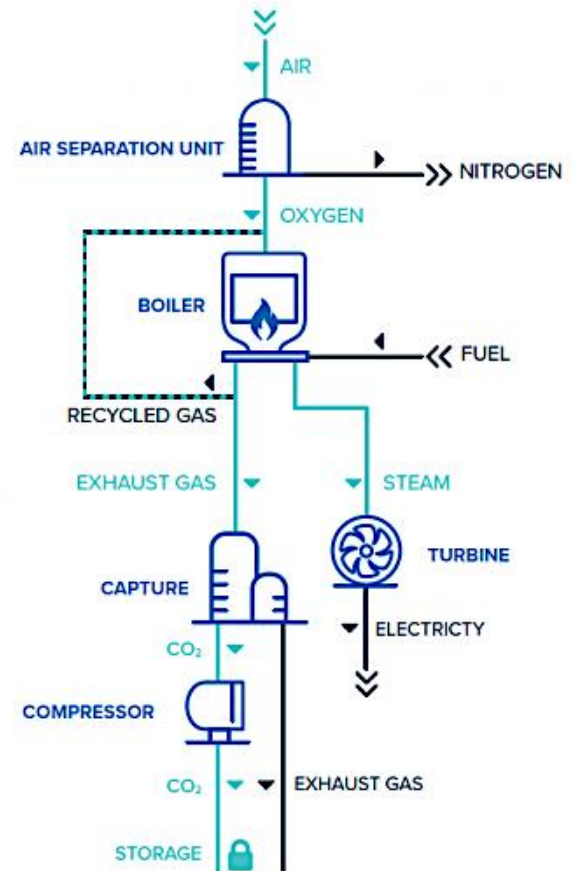 AIR
AIR SEPARATION UNIT
NITROGEN
OXYGEN
BOILER
FUEL
RECYCLED GAS
EXHAUST GAS
STEAM
TURBINE
CAPTURE
ELECTRICTY
CO₂
COMPRESSOR
CO₂
EXHAUST GAS
STORAGE